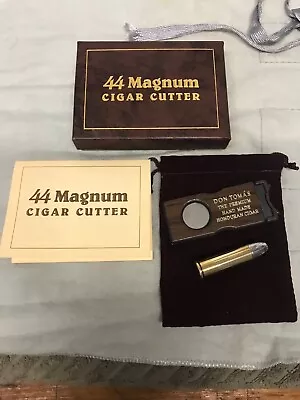 44 Magnum
CIGAR CUTTER
44 Magnum
CIGAR CUTTER
DON TOMÁS
THE PREMIUM
HAND MADE
HONDURAN CIGAR